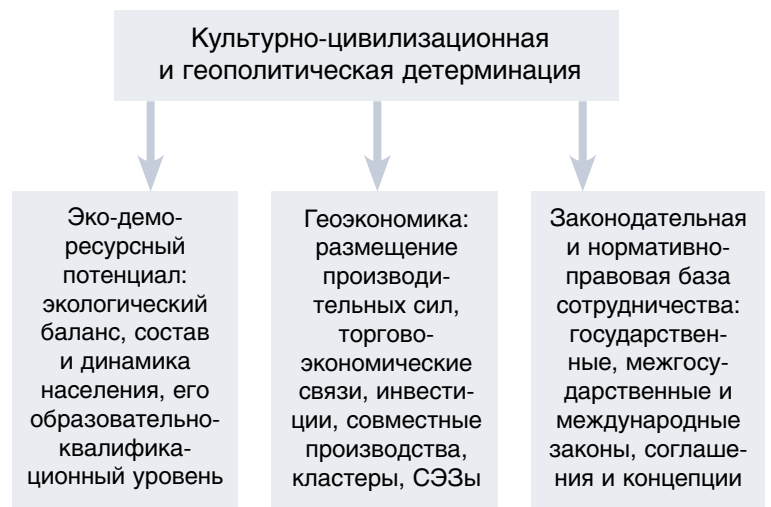 Культурно-цивилизационная
и геополитическая детерминация
Эко-демо-
ресурсный
потенциал:
экологический
баланс, состав
и динамика
населения, его
образовательно-
квалифика-
ционный уровень
Геоэкономика:
размещение
производи-
тельных сил,
торгово-
экономические
связи, инвести-
ции, совместные
производства,
кластеры, СЭЗы
Законодательная
и нормативно-
правовая база
сотрудничества:
государствен-
ные, межгосу-
дарственные и
международные
законы, соглаше-
ния и концепции